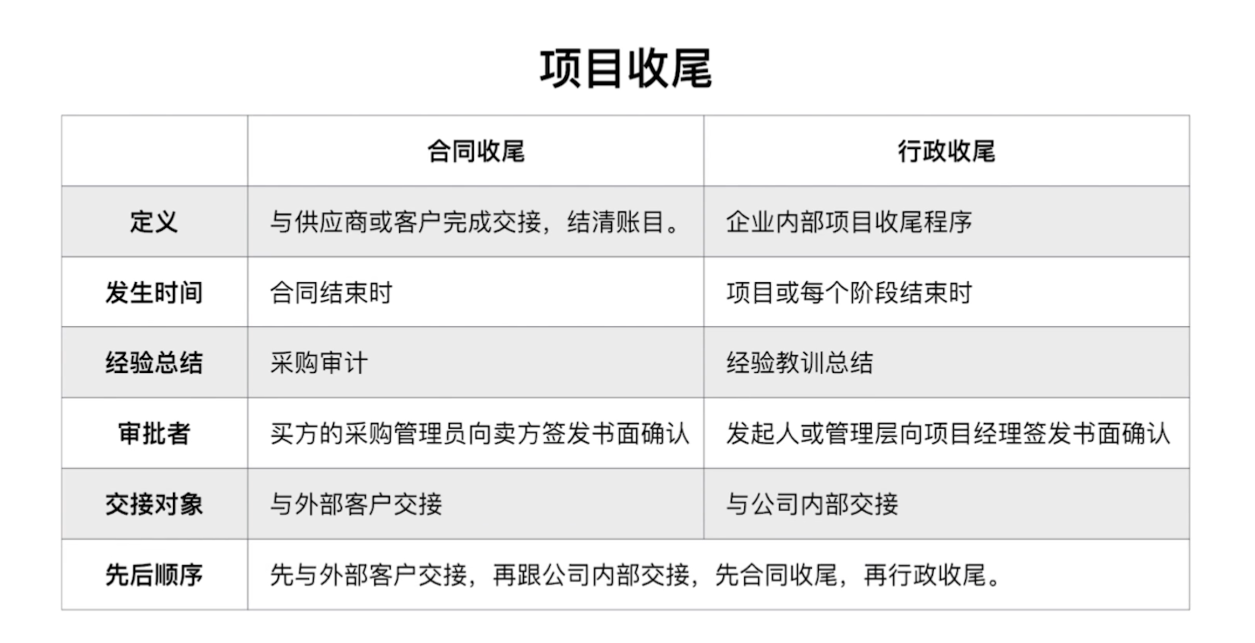 项目收尾
合同收尾 行政收尾
定义 与供应商或客户完成交接，结清账目。 企业内部项目收尾程序
发生时间 合同结束时 项目或每个阶段结束时
经验总结 采购审计 经验教训总结
审批者 买方的采购管理员向卖方签发书面确认 发起人或管理层向项目经理签发书面确认
交接对象 与外部客户交接 与公司内部交接
先后顺序 先与外部客户交接，再跟公司内部交接，先合同收尾，再行政收尾。